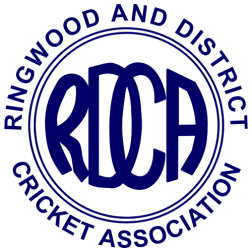 RINGWOOD AND DISTRICT
RDCA
CRICKET ASSOCIATION